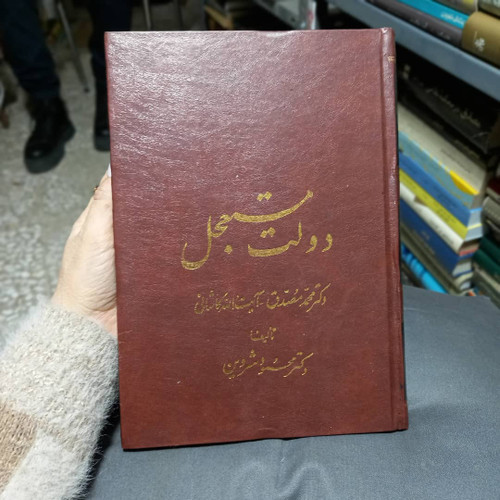 دولت مستعجل
دکتر محمد مصدق - آیت الله کاشانی
تألیف:
دکتر محمود شروین